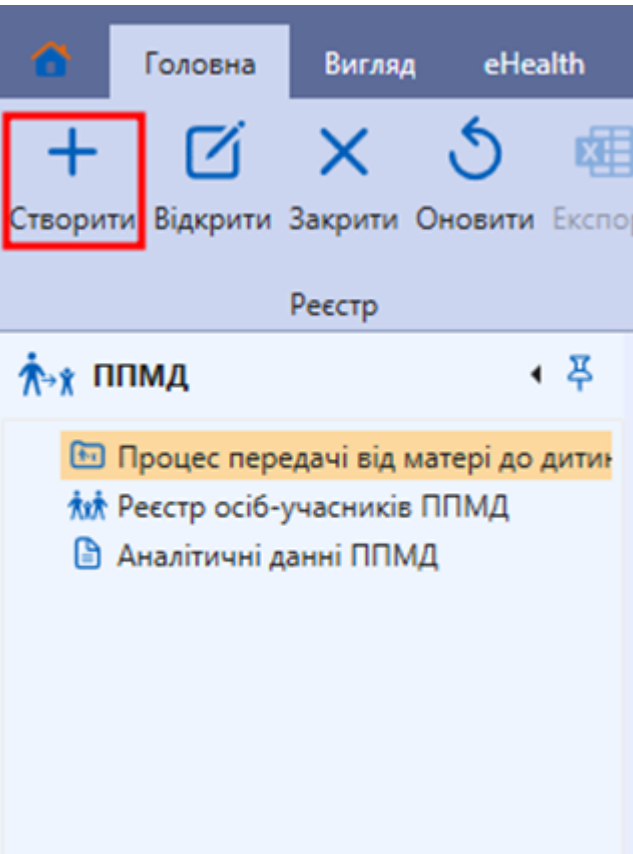 Головна Вигляд eHealth
Створити Відкрити Закрити Оновити
Реєстр
ППМД
Процес передачі від матері до
Реєстр осіб-учасників ППМД
Аналітичні данні ППМД